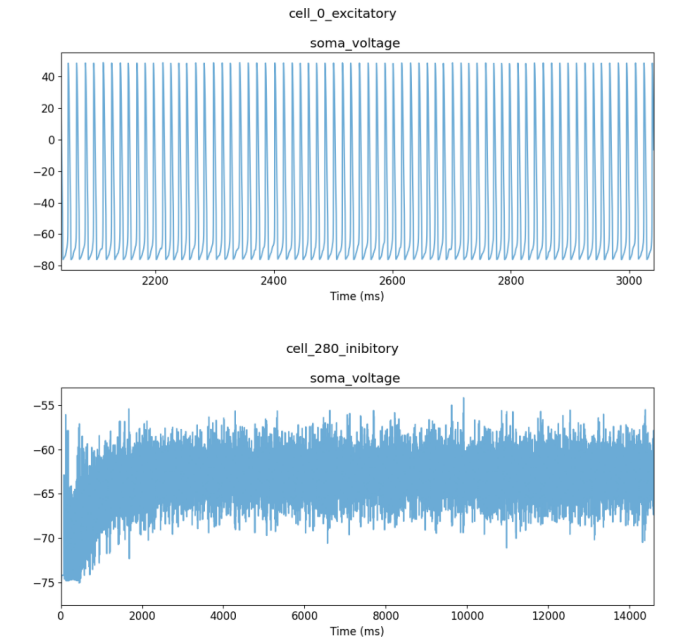 cell_0_excitatory
soma_voltage
40
20
0
−20
−40
−60
−80
2200 2400 2600 2800 3000
Time (ms)
cell_280_inibitory
soma_voltage
−55
−60
−65
−70
−75
0 2000 4000 6000 8000 10000 12000 14000
Time (ms)